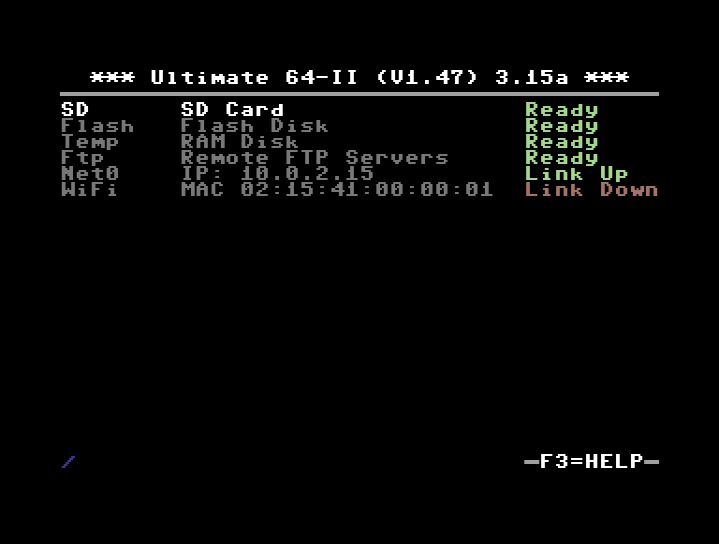 *** Ultimate 64-II (V1.47) 3.15a ***
SD SD Card Ready
Flash Flash Disk Ready
Temp RAM Disk Ready
Ftp Remote FTP Servers Ready
Net0 IP: 10.0.2.15 Link Up
WiFi MAC 02:15:41:00:00:01 Link Down
/ —F3=HELP—